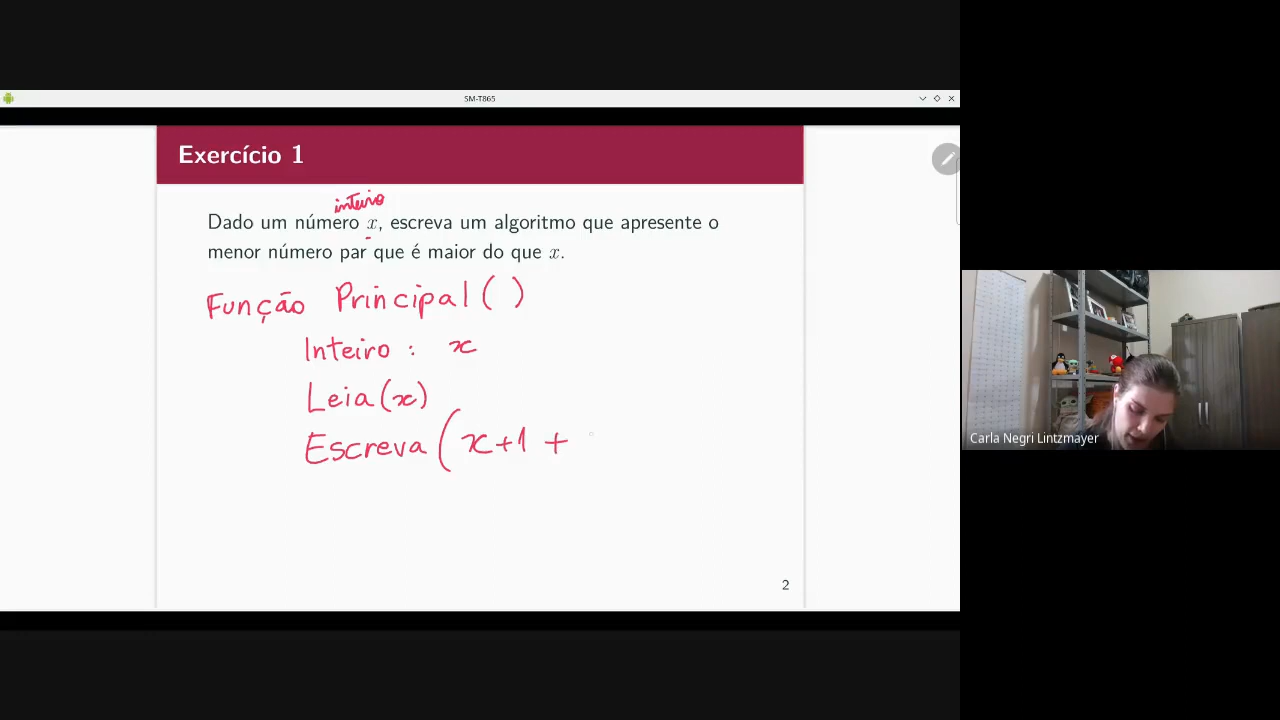 SM-T865
Exercício 1
inteiro
Dado um número x, escreva um algoritmo que apresente o
menor número par que é maior do que x.
Função Principal( )
Inteiro : x
Leia(x)
Escreva(x+1 +
2
Carla Negri Lintzmayer